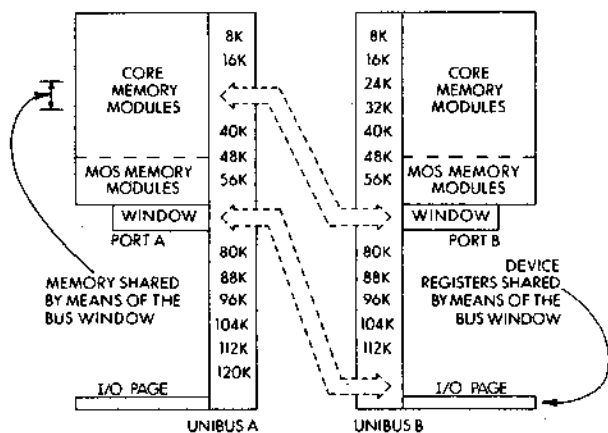 8K
16K
CORE
MEMORY
MODULES
40K
48K
MOS MEMORY
MODULES
56K
WINDOW
PORT A
80K
88K
MEMORY SHARED
BY MEANS OF THE
BUS WINDOW
96K
104K
112K
120K
I/O PAGE
UNIBUS A
8K
16K
24K
32K
40K
48K
56K
CORE
MEMORY
MODULES
MOS MEMORY
MODULES
WINDOW
PORT B
80K
88K
96K
104K
112K
DEVICE
REGISTERS SHARED
BY MEANS OF THE
BUS WINDOW
I/O PAGE
UNIBUS B